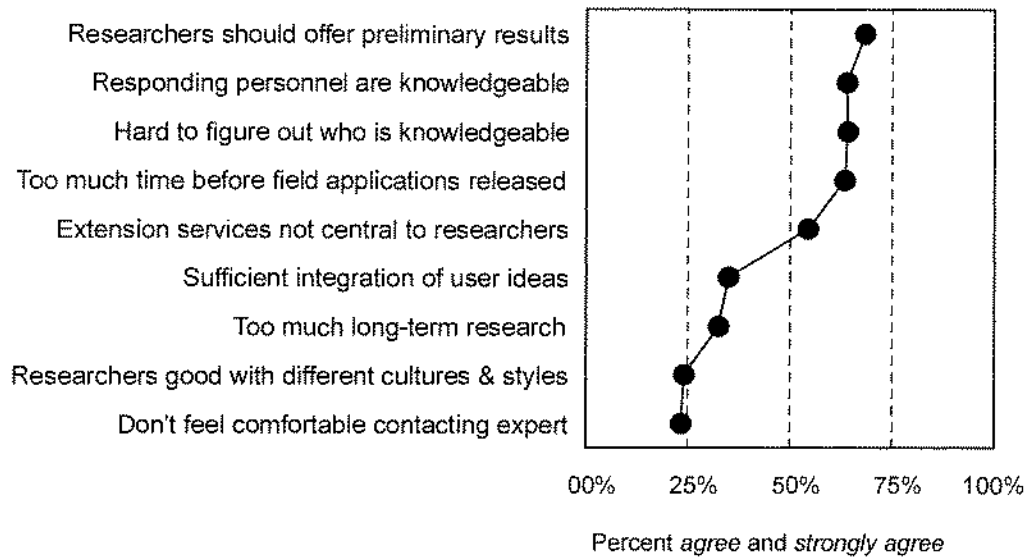 Researchers should offer preliminary results
Responding personnel are knowledgeable
Hard to figure out who is knowledgeable
Too much time before field applications released
Extension services not central to researchers
Sufficient integration of user ideas
Too much long-term research
Researchers good with different cultures & styles
Don't feel comfortable contacting expert
00% 25% 50% 75% 100%
Percent agree and strongly agree